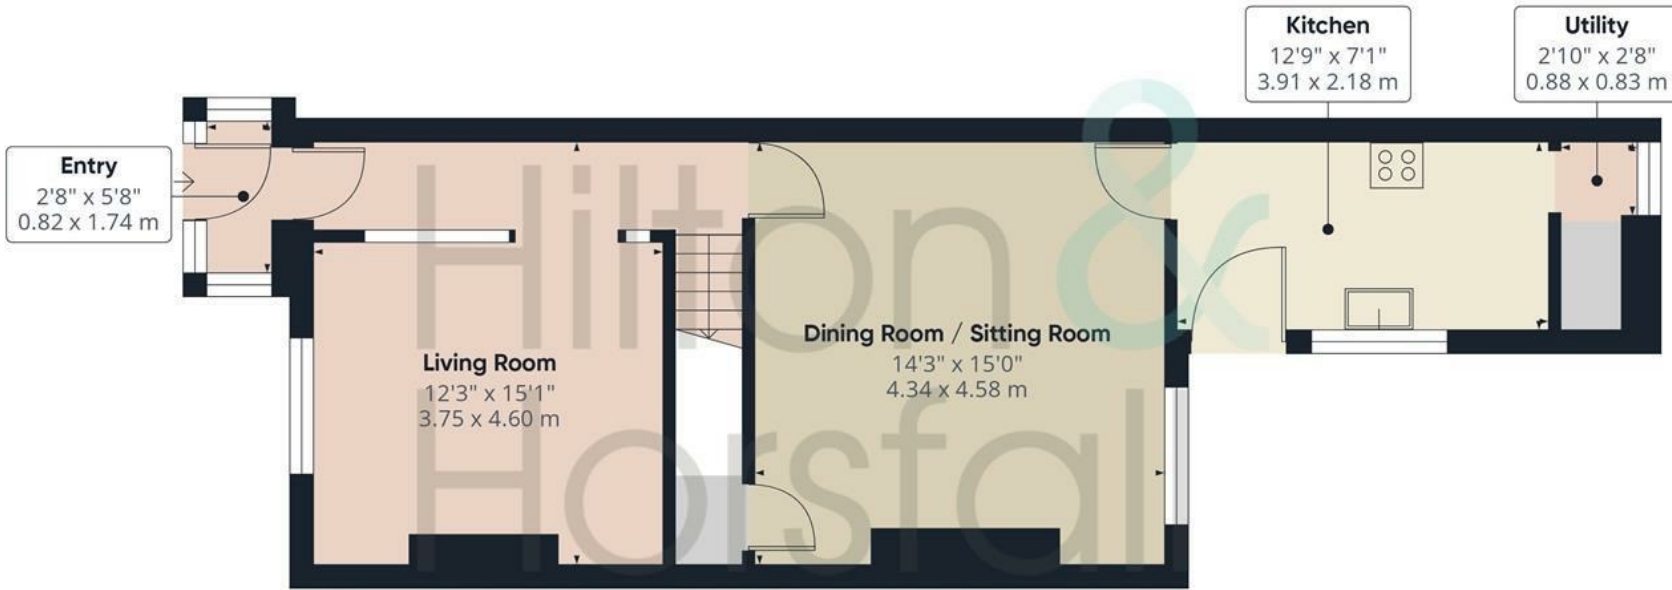 Kitchen
12'9" x 7'1"
3.91 x 2.18 m
Utility
2'10" x 2'8"
0.88 x 0.83 m
Entry
2'8" x 5'8"
0.82 x 1.74 m
Living Room
12'3" x 15'1"
3.75 x 4.60 m
Dining Room / Sitting Room
14'3" x 15'0"
4.34 x 4.58 m
Hilton &
Horsfall